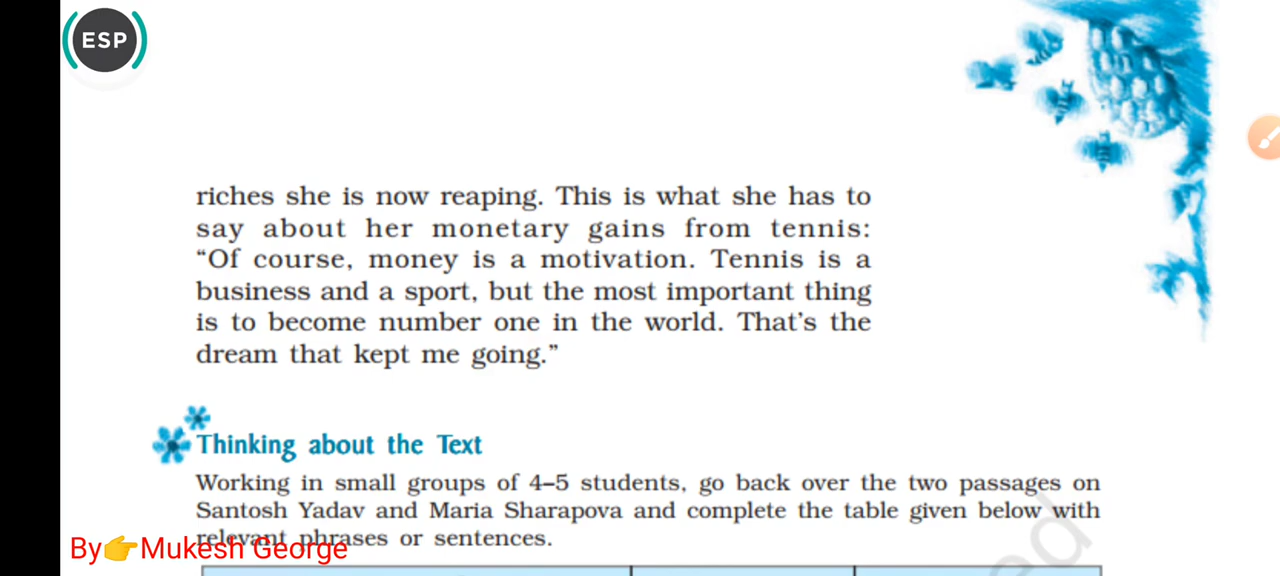 ESP
riches she is now reaping. This is what she has to
say about her monetary gains from tennis:
“Of course, money is a motivation. Tennis is a
business and a sport, but the most important thing
is to become number one in the world. That’s the
dream that kept me going.”
Thinking about the Text
Working in small groups of 4–5 students, go back over the two passages on
Santosh Yadav and Maria Sharapova and complete the table given below with
relevant phrases or sentences.
By👉Mukesh George